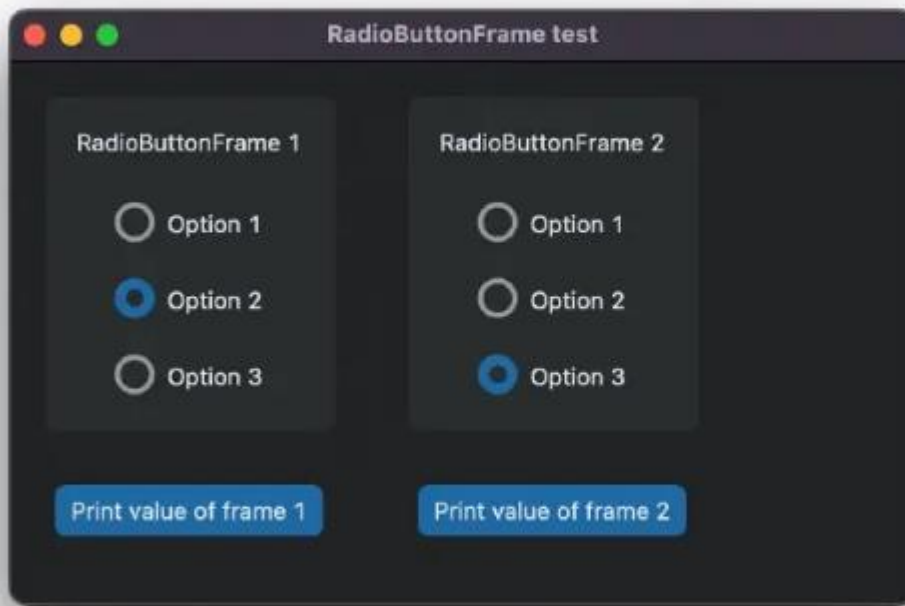 RadioButtonFrame test
RadioButtonFrame 1
Option 1
Option 2
Option 3
Print value of frame 1
RadioButtonFrame 2
Option 1
Option 2
Option 3
Print value of frame 2